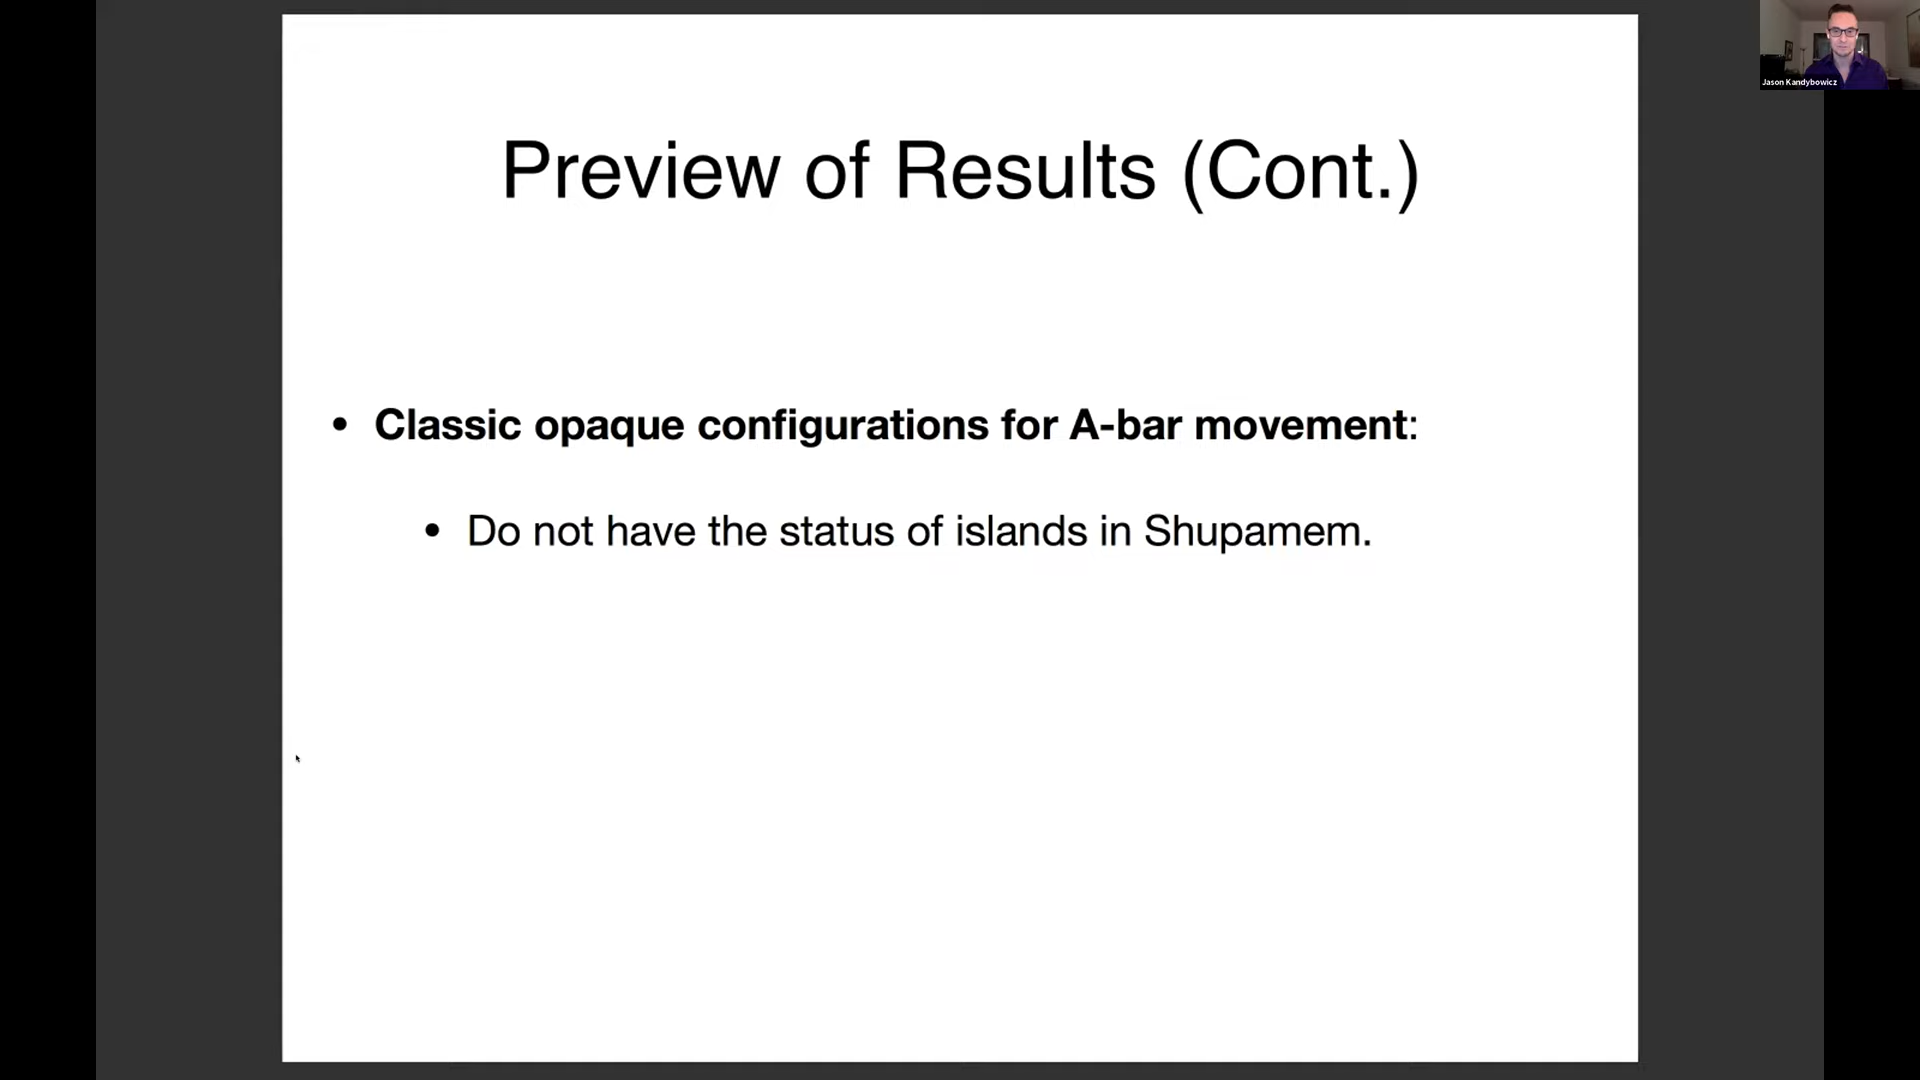 Preview of Results (Cont.)
• Classic opaque configurations for A-bar movement:
• Do not have the status of islands in Shupamem.
Jason Kandybowicz